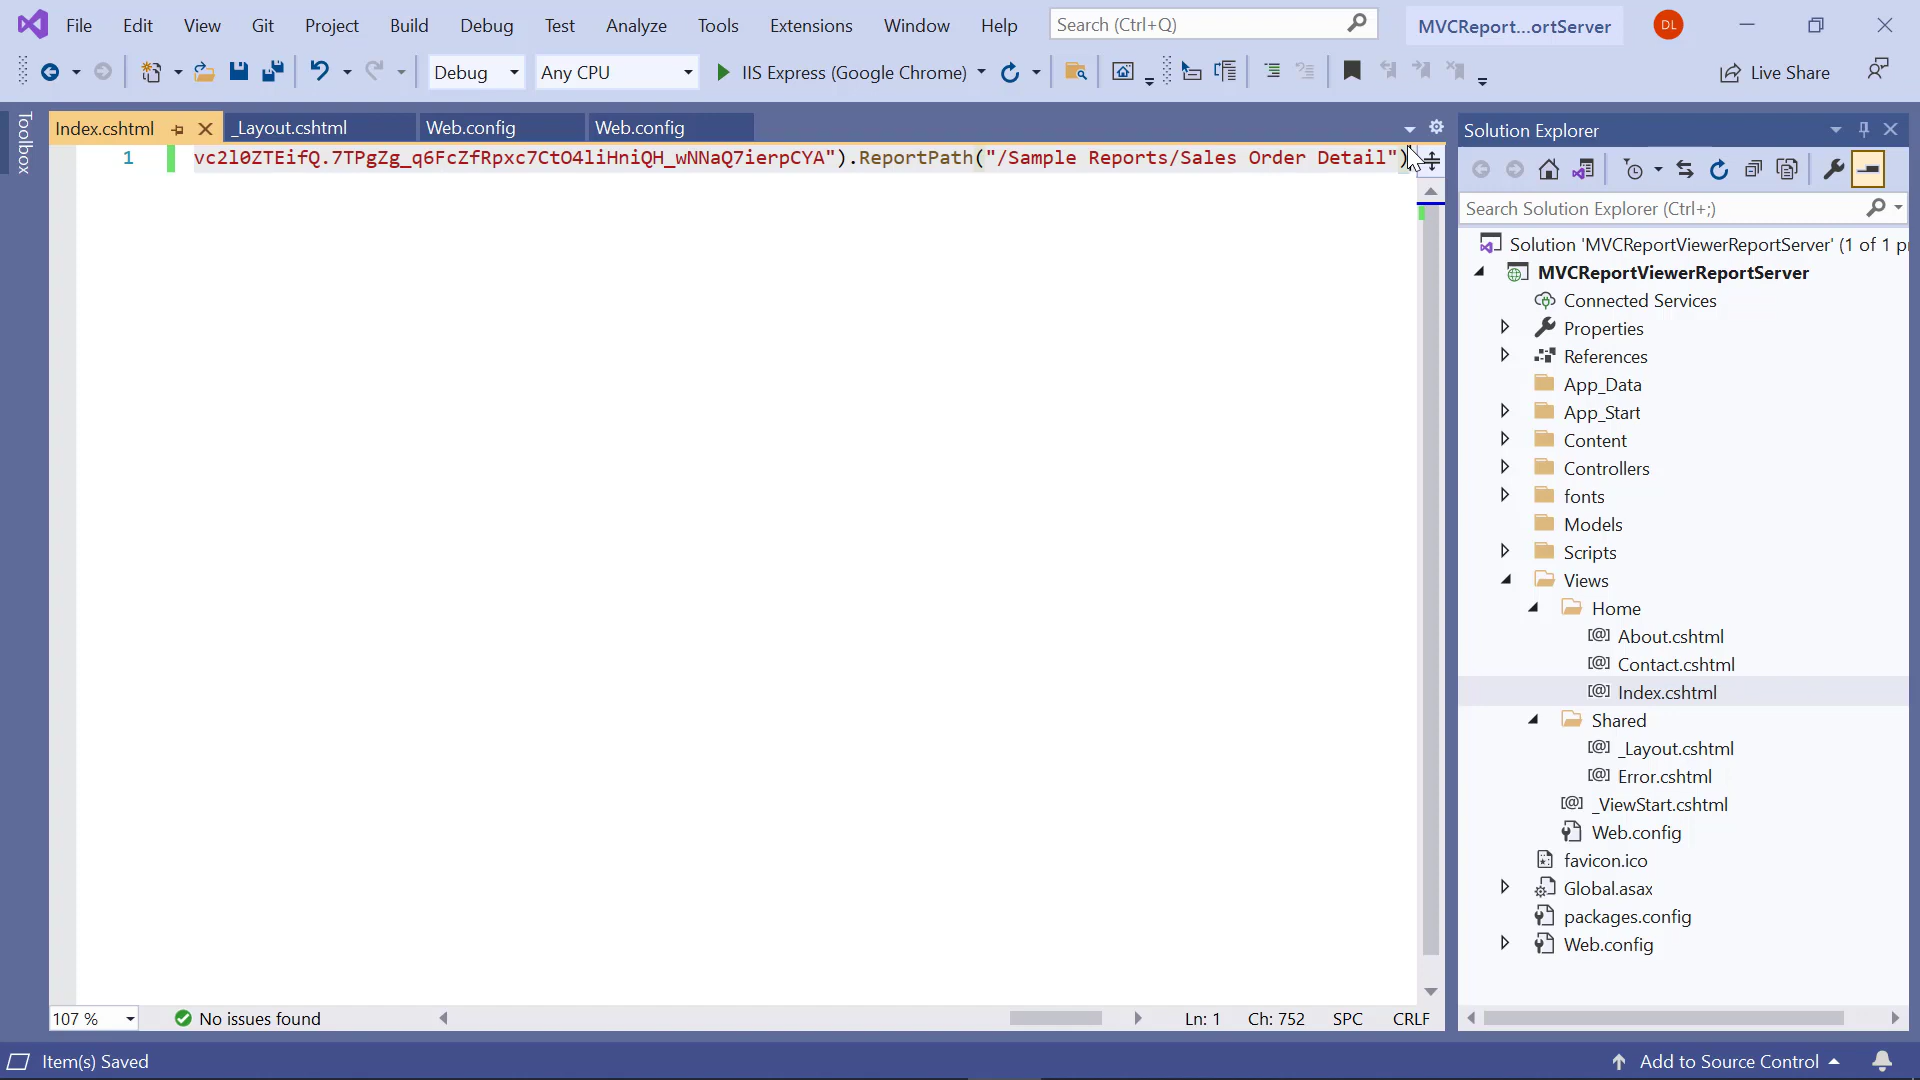 File Edit View Git Project Build Debug Test Analyze Tools Extensions Window Help Search (Ctrl+Q) MVCReport...ortServer DL
Debug Any CPU IIS Express (Google Chrome) Live Share
Toolbox
Index.cshtml _Layout.cshtml Web.config Web.config
1 vc2l0ZTEifQ.7TPgZg_q6FcZfRpxc7CtO4liHniQH_wNNaQ7ierpCYA").ReportPath("/Sample Reports/Sales Order Detail")
Solution Explorer
Search Solution Explorer (Ctrl+;)
Solution 'MVCReportViewerReportServer' (1 of 1 pr
MVCReportViewerReportServer
Connected Services
Properties
References
App_Data
App_Start
Content
Controllers
fonts
Models
Scripts
Views
Home
About.cshtml
Contact.cshtml
Index.cshtml
Shared
_Layout.cshtml
Error.cshtml
_ViewStart.cshtml
Web.config
favicon.ico
Global.asax
packages.config
Web.config
107 % No issues found Ln: 1 Ch: 752 SPC CRLF
Item(s) Saved Add to Source Control